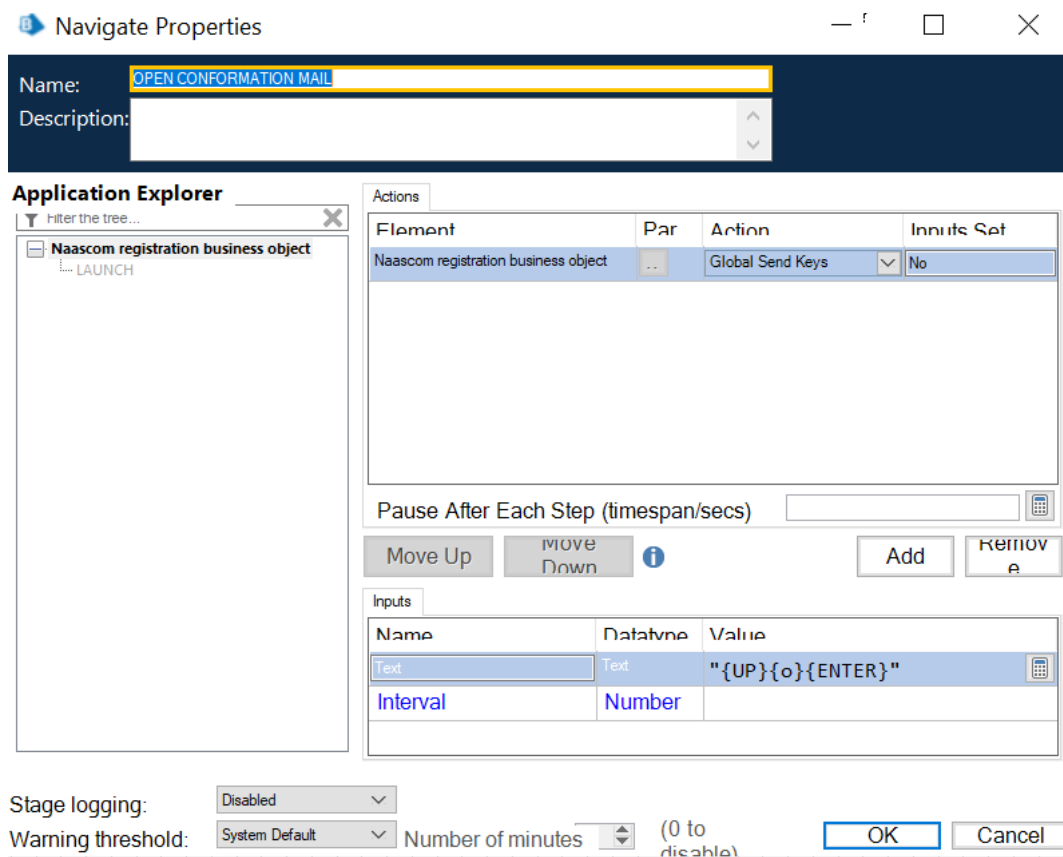 Navigate Properties
Name: OPEN CONFORMATION MAIL
Description:
Application Explorer
Filter the tree...
Naascom registration business object
LAUNCH
Actions
Element Par Action Inputs Set
Naascom registration business object .. Global Send Keys No
Pause After Each Step (timespan/secs)
Move Up Move Down Add Remov e
Inputs
Name Datatype Value
Text Text "{UP}{o}{ENTER}"
Interval Number
Stage logging: Disabled
Warning threshold: System Default Number of minutes (0 to disable) OK Cancel